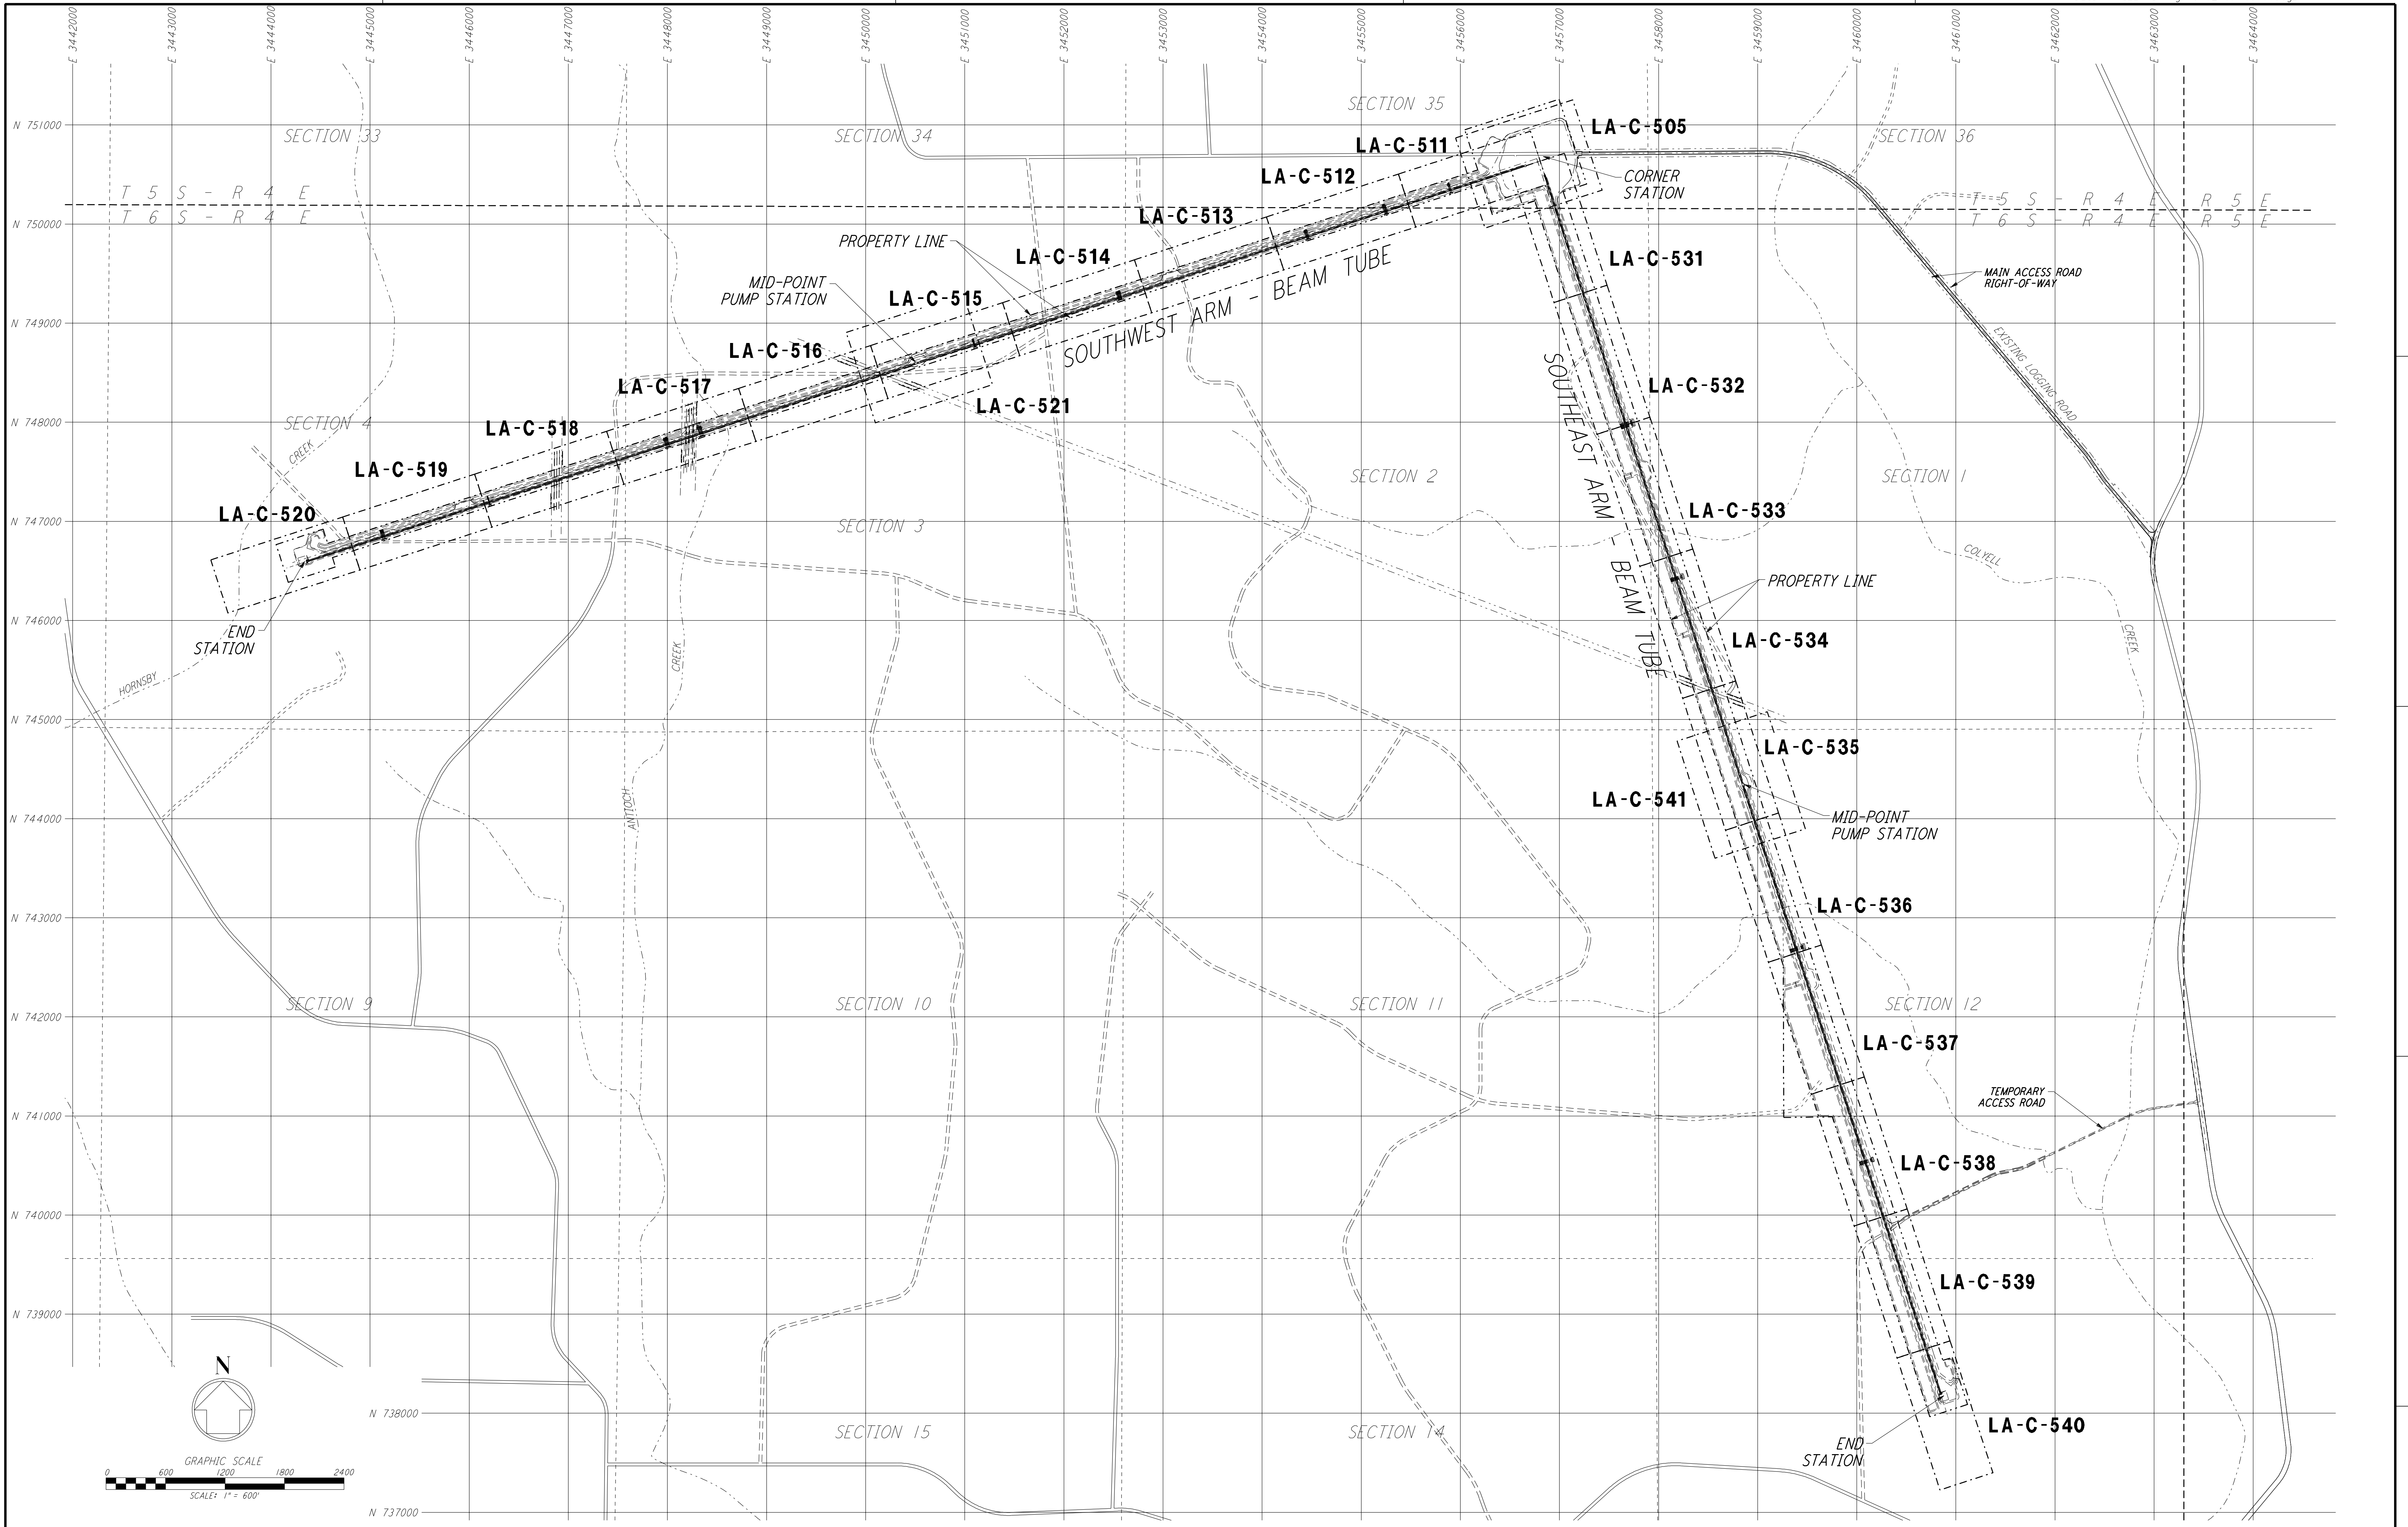 E 3442000
E 3443000
E 3444000
E 3445000
E 3446000
E 3447000
E 3448000
E 3449000
E 3450000
E 3451000
E 3452000
E 3453000
E 3454000
E 3455000
E 3456000
E 3457000
E 3458000
E 3459000
E 3460000
E 3461000
E 3462000
E 3463000
E 3464000
SECTION 35
N 751000
SECTION 33
SECTION 34
LA-C-505
SECTION 36
LA-C-511
LA-C-512
CORNER
STATION
T 5 S - R 4 E
T 5 S - R 4 E
R 5 E
T 6 S - R 4 E
T 6 S - R 4 E
R 5 E
N 750000
LA-C-513
PROPERTY LINE
LA-C-514
LA-C-531
MID-POINT
PUMP STATION
SOUTHWEST ARM - BEAM TUBE
MAIN ACCESS ROAD
RIGHT-OF-WAY
LA-C-515
N 749000
LA-C-516
EXISTING LOGGING ROAD
LA-C-517
LA-C-532
LA-C-521
SOUTHEAST ARM - BEAM TUBE
N 748000
SECTION 4
LA-C-518
CREEK
LA-C-519
SECTION 2
SECTION 1
LA-C-520
LA-C-533
N 747000
SECTION 3
COLYELL
PROPERTY LINE
N 746000
END
STATION
LA-C-534
CREEK
CREEK
HORNSBY
N 745000
LA-C-535
LA-C-541
ANTIOCH
N 744000
MID-POINT
PUMP STATION
N 743000
LA-C-536
SECTION 9
SECTION 10
SECTION 11
SECTION 12
N 742000
LA-C-537
TEMPORARY
ACCESS ROAD
N 741000
LA-C-538
N 740000
LA-C-539
N 739000
N
N 738000
LA-C-540
SECTION 15
SECTION 14
END
STATION
GRAPHIC SCALE
0 600 1200 1800 2400
SCALE: 1" = 600'
N 737000